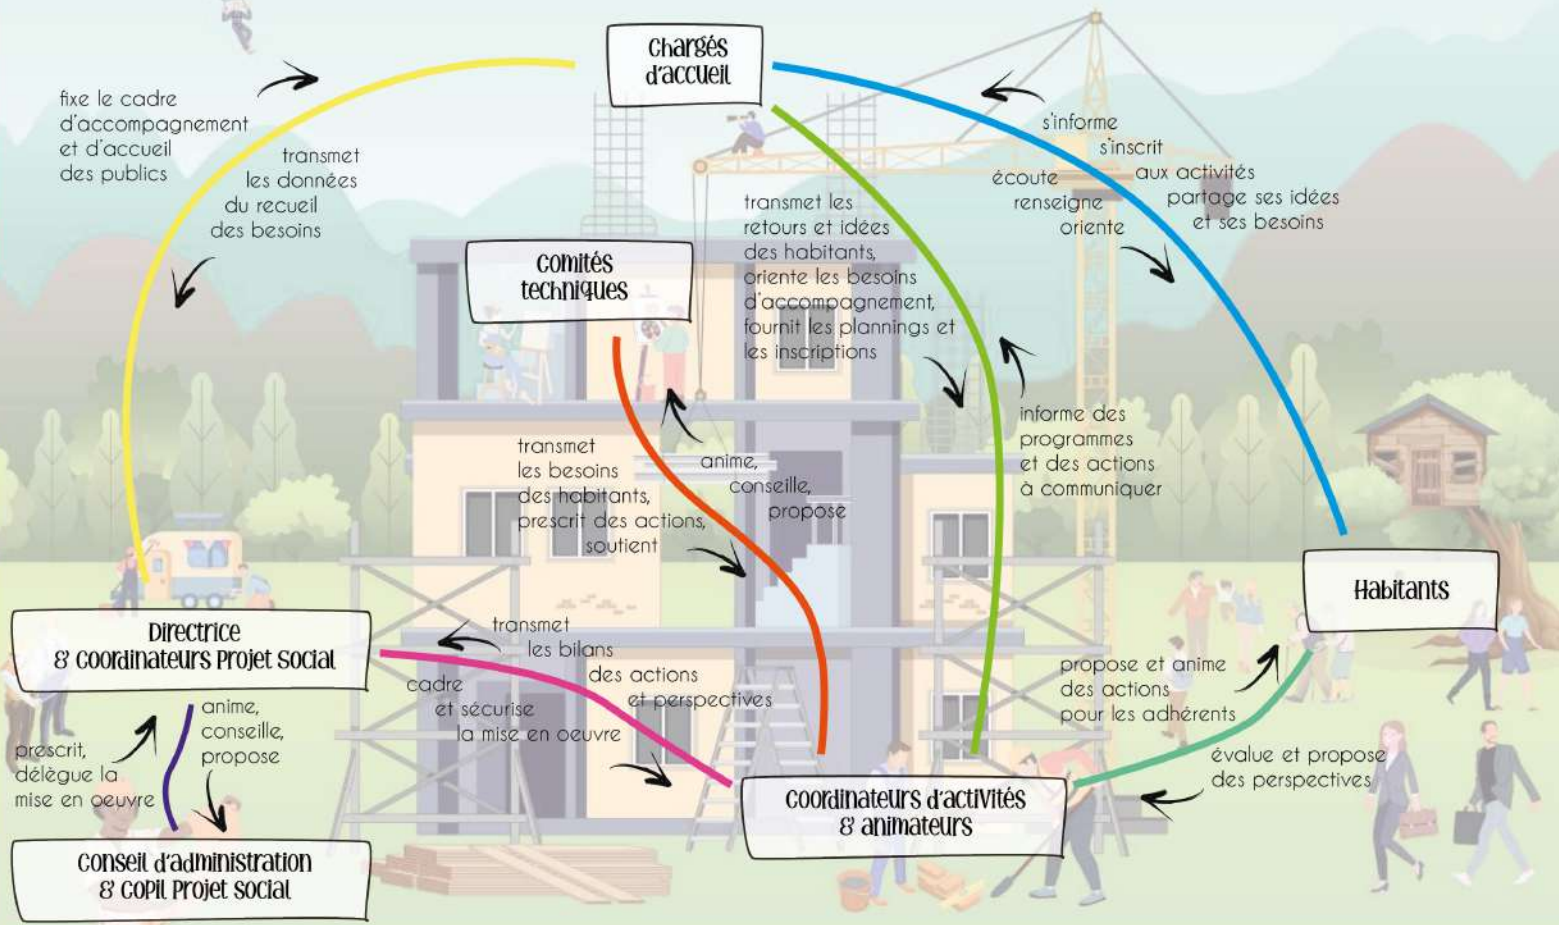 Chargés
d'accueil
fixe le cadre
d'accompagnement
et d'accueil
des publics
transmet
les données
du recueil
des besoins
s'informe
s'inscrit
aux activités
partage ses idées
et ses besoins
écoute
renseigne
oriente
Comités
techniques
transmet les
retours et idées
des habitants,
oriente les besoins
d'accompagnement,
fournit les plannings et
les inscriptions
informe des
programmes
et des actions
à communiquer
transmet
les besoins
des habitants,
prescrit des actions,
soutient
anime,
conseille,
propose
Habitants
Directrice
& Coordinateurs Projet Social
transmet
les bilans
des actions
et perspectives
cadre
et sécurise
la mise en oeuvre
propose et anime
des actions
pour les adhérents
évalue et propose
des perspectives
anime,
conseille,
propose
prescrit,
délègue la
mise en oeuvre
Coordinateurs d'activités
& animateurs
Conseil d'administration
& COPIL Projet Social